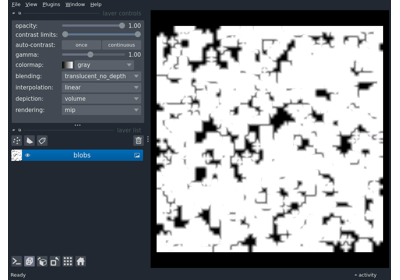 File View Plugins Window Help
layer controls
opacity: 1.00
contrast limits:
auto-contrast: once continuous
gamma: 1.00
colormap: gray
blending: translucent_no_depth
interpolation: linear
depiction: volume
rendering: mip
layer list
blobs
Ready activity